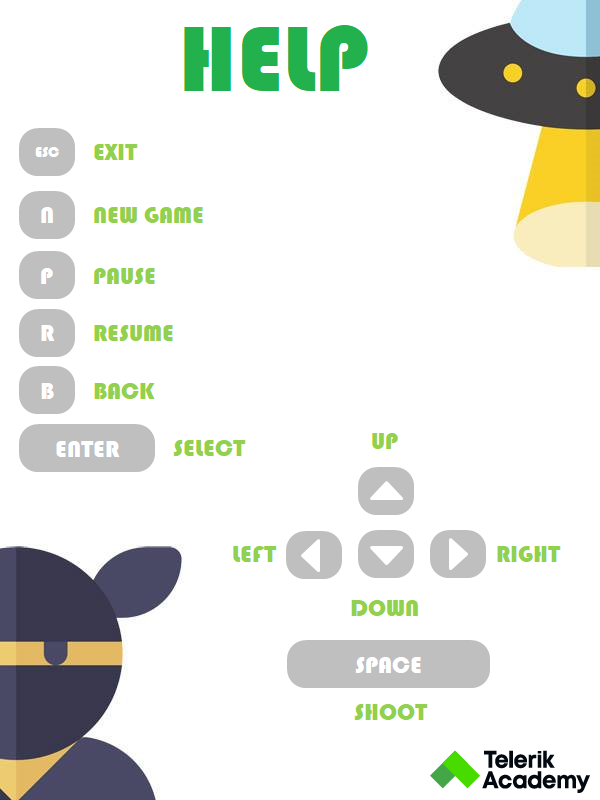 HELP
ESC EXIT
N NEW GAME
P PAUSE
R RESUME
B BACK
ENTER SELECT
UP
LEFT RIGHT
DOWN
SPACE
SHOOT
Telerik
Academy